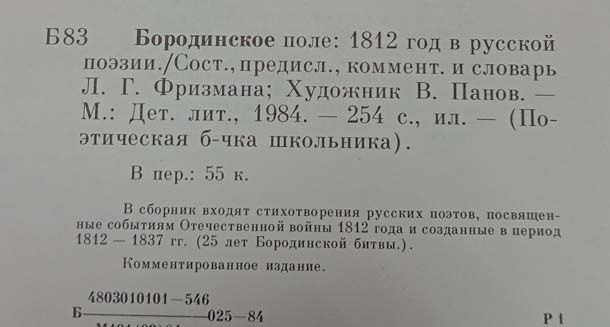 Б83 Бородинское поле: 1812 год в русской
поэзии./Сост., предисл., коммент. и словарь
Л. Г. Фризмана; Художник В. Панов. —
М.: Дет. лит., 1984. — 254 с., ил. — (По-
этическая б-чка школьника).
В пер.: 55 к.
В сборник входят стихотворения русских поэтов, посвящен-
ные событиям Отечественной войны 1812 года и созданные в период
1812 — 1837 гг. (25 лет Бородинской битвы.).
Комментированное издание.
4803010101—546
Б———025—84
Р 1